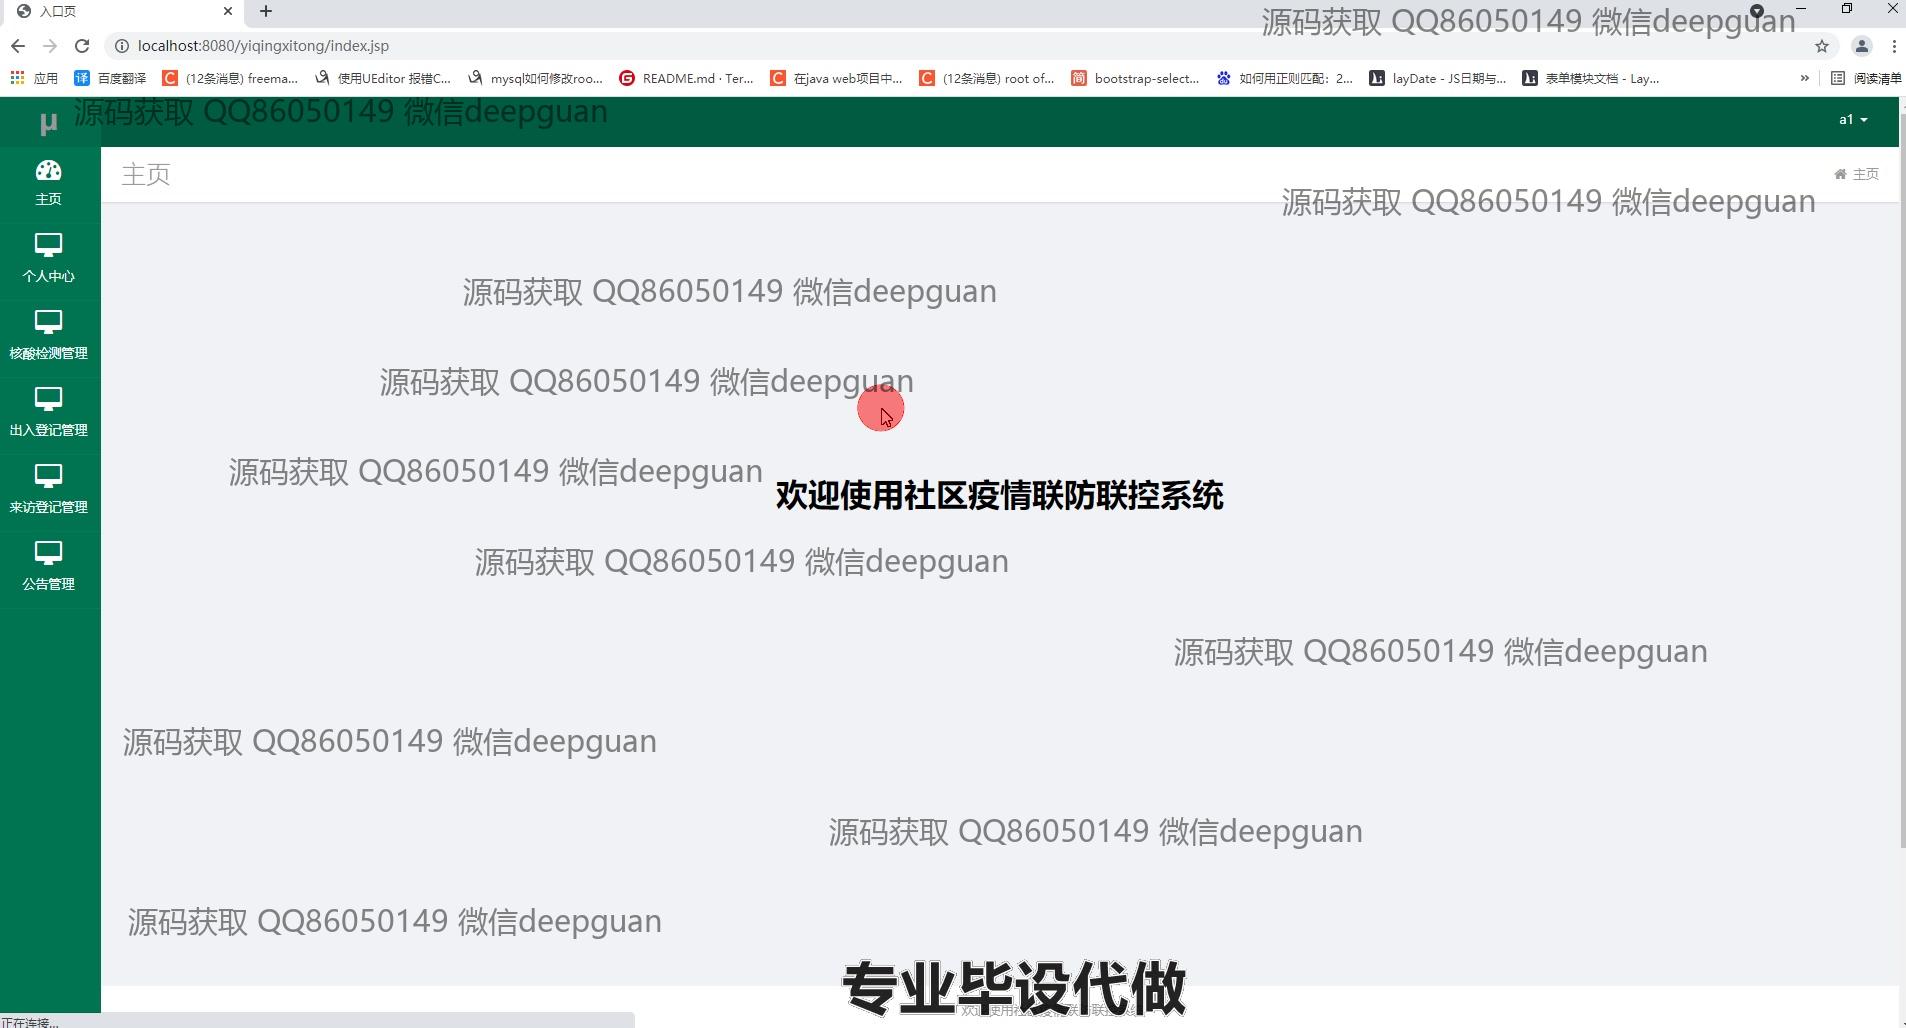 入口页
源码获取 QQ86050149 微信deepguan
localhost:8080/yiqingxitong/index.jsp
应用 百度翻译 (12条消息) freema... 使用UEditor 报错C... mysql如何修改roo... README.md · Ter... 在java web项目中... (12条消息) root of... bootstrap-select... 如何用正则匹配：2... layDate - JS日期与... 表单模块文档 - Lay... » 阅读清单
μ 源码获取 QQ86050149 微信deepguan
a1
主页
主页
主页
源码获取 QQ86050149 微信deepguan
个人中心
源码获取 QQ86050149 微信deepguan
核酸检测管理
源码获取 QQ86050149 微信deepguan
出入登记管理
源码获取 QQ86050149 微信deepguan
欢迎使用社区疫情联防联控系统
来访登记管理
源码获取 QQ86050149 微信deepguan
公告管理
源码获取 QQ86050149 微信deepguan
源码获取 QQ86050149 微信deepguan
源码获取 QQ86050149 微信deepguan
源码获取 QQ86050149 微信deepguan
专业毕设代做
正在连接...